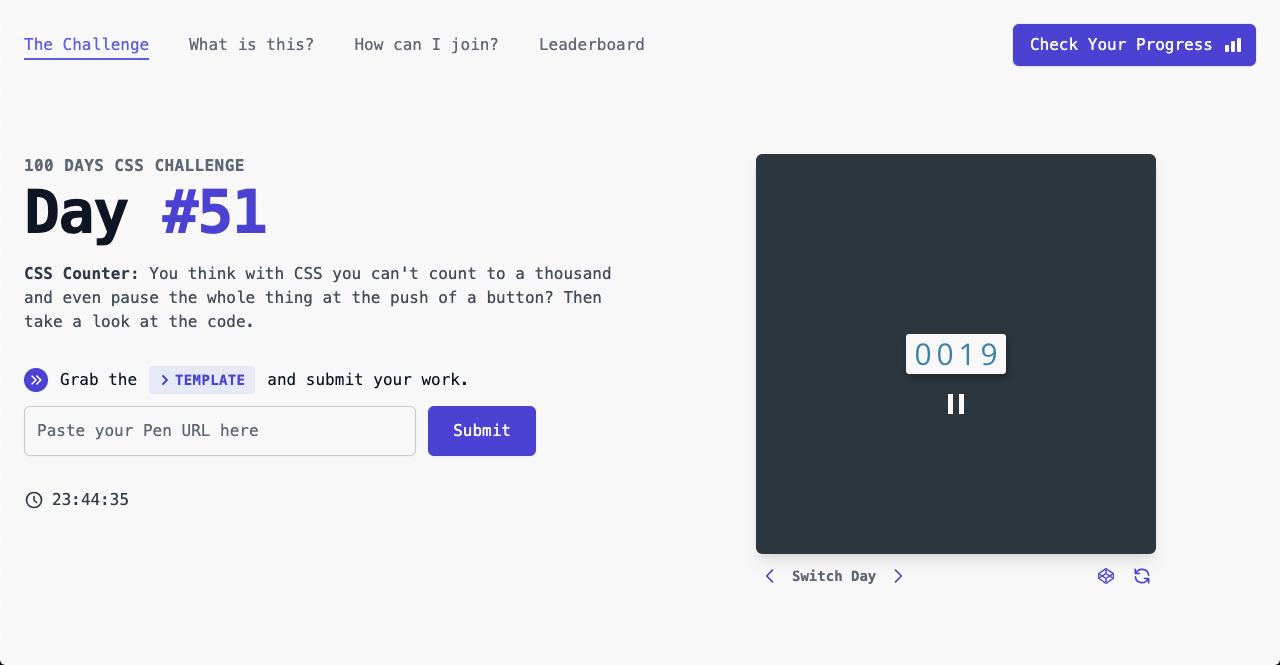 The Challenge
What is this?
How can I join?
Leaderboard
Check Your Progress
100 DAYS CSS CHALLENGE
Day #51
CSS Counter: You think with CSS you can't count to a thousand
and even pause the whole thing at the push of a button? Then
take a look at the code.
Grab the TEMPLATE and submit your work.
Paste your Pen URL here
Submit
23:44:35
0019
Switch Day